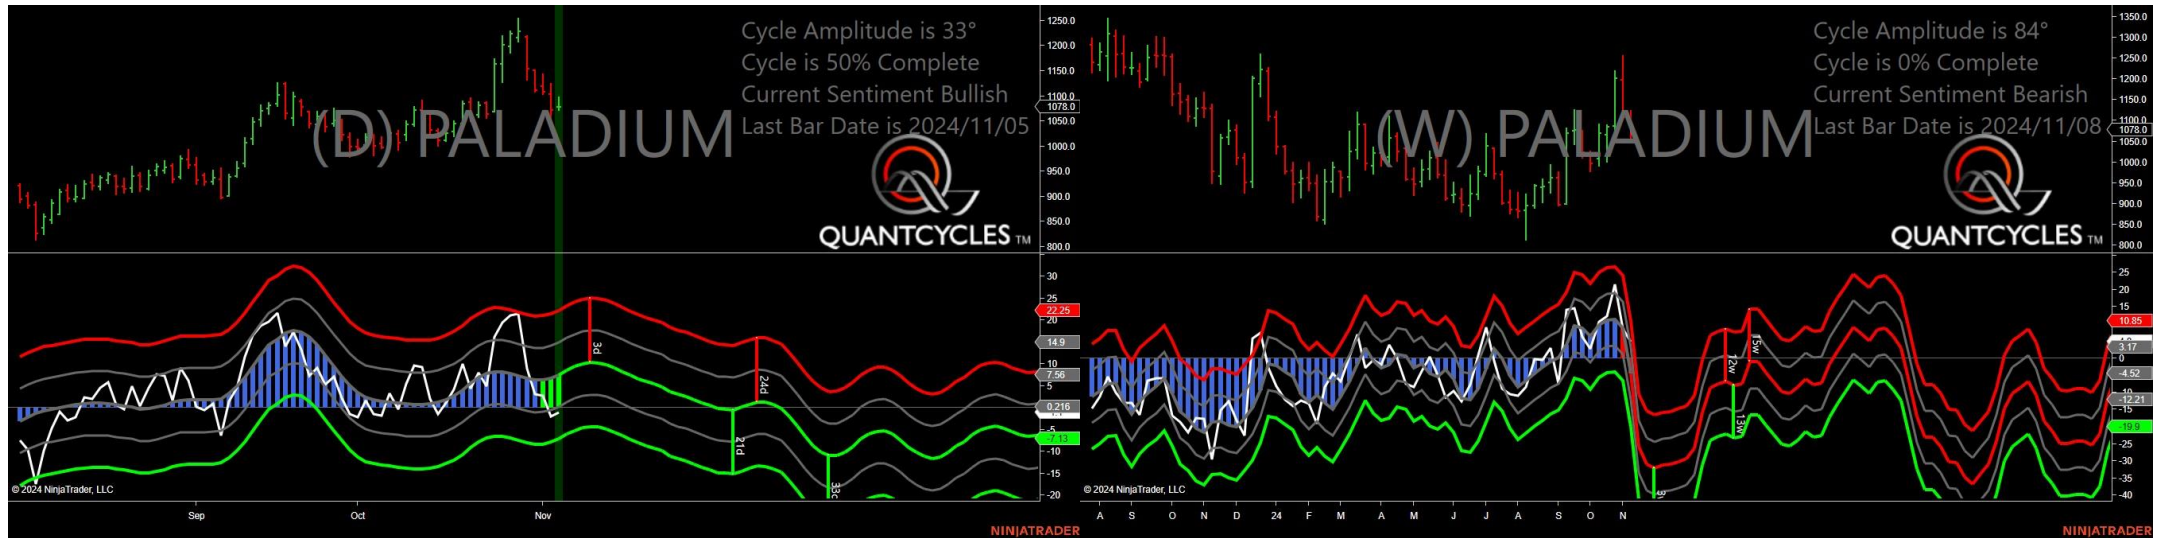 Cycle Amplitude is 33°
Cycle is 50% Complete
Current Sentiment Bullish
Last Bar Date is 2024/11/05
(D) PALADIUM
QUANTCYCLES TM
1250.0
1200.0
1150.0
1100.0
1078.0
1050.0
1000.0
950.0
900.0
850.0
800.0
30
25
22.25
20
14.9
10
7.56
5
0.216
-5
-7.13
-10
-15
-20
3d
24d
21d
© 2024 NinjaTrader, LLC
Sep
Oct
Nov
NINJATRADER
Cycle Amplitude is 84°
Cycle is 0% Complete
Current Sentiment Bearish
Last Bar Date is 2024/11/08
(W) PALADIUM
QUANTCYCLES TM
1350.0
1300.0
1250.0
1200.0
1150.0
1100.0
1078.0
1050.0
1000.0
950.0
900.0
850.0
800.0
25
20
15
10.85
3.17
0
-4.52
-10
-12.21
-15
-19.9
-25
-30
-35
-40
12w
15w
13w
© 2024 NinjaTrader, LLC
A S O N D 24 F M A M J J A S O N
NINJATRADER